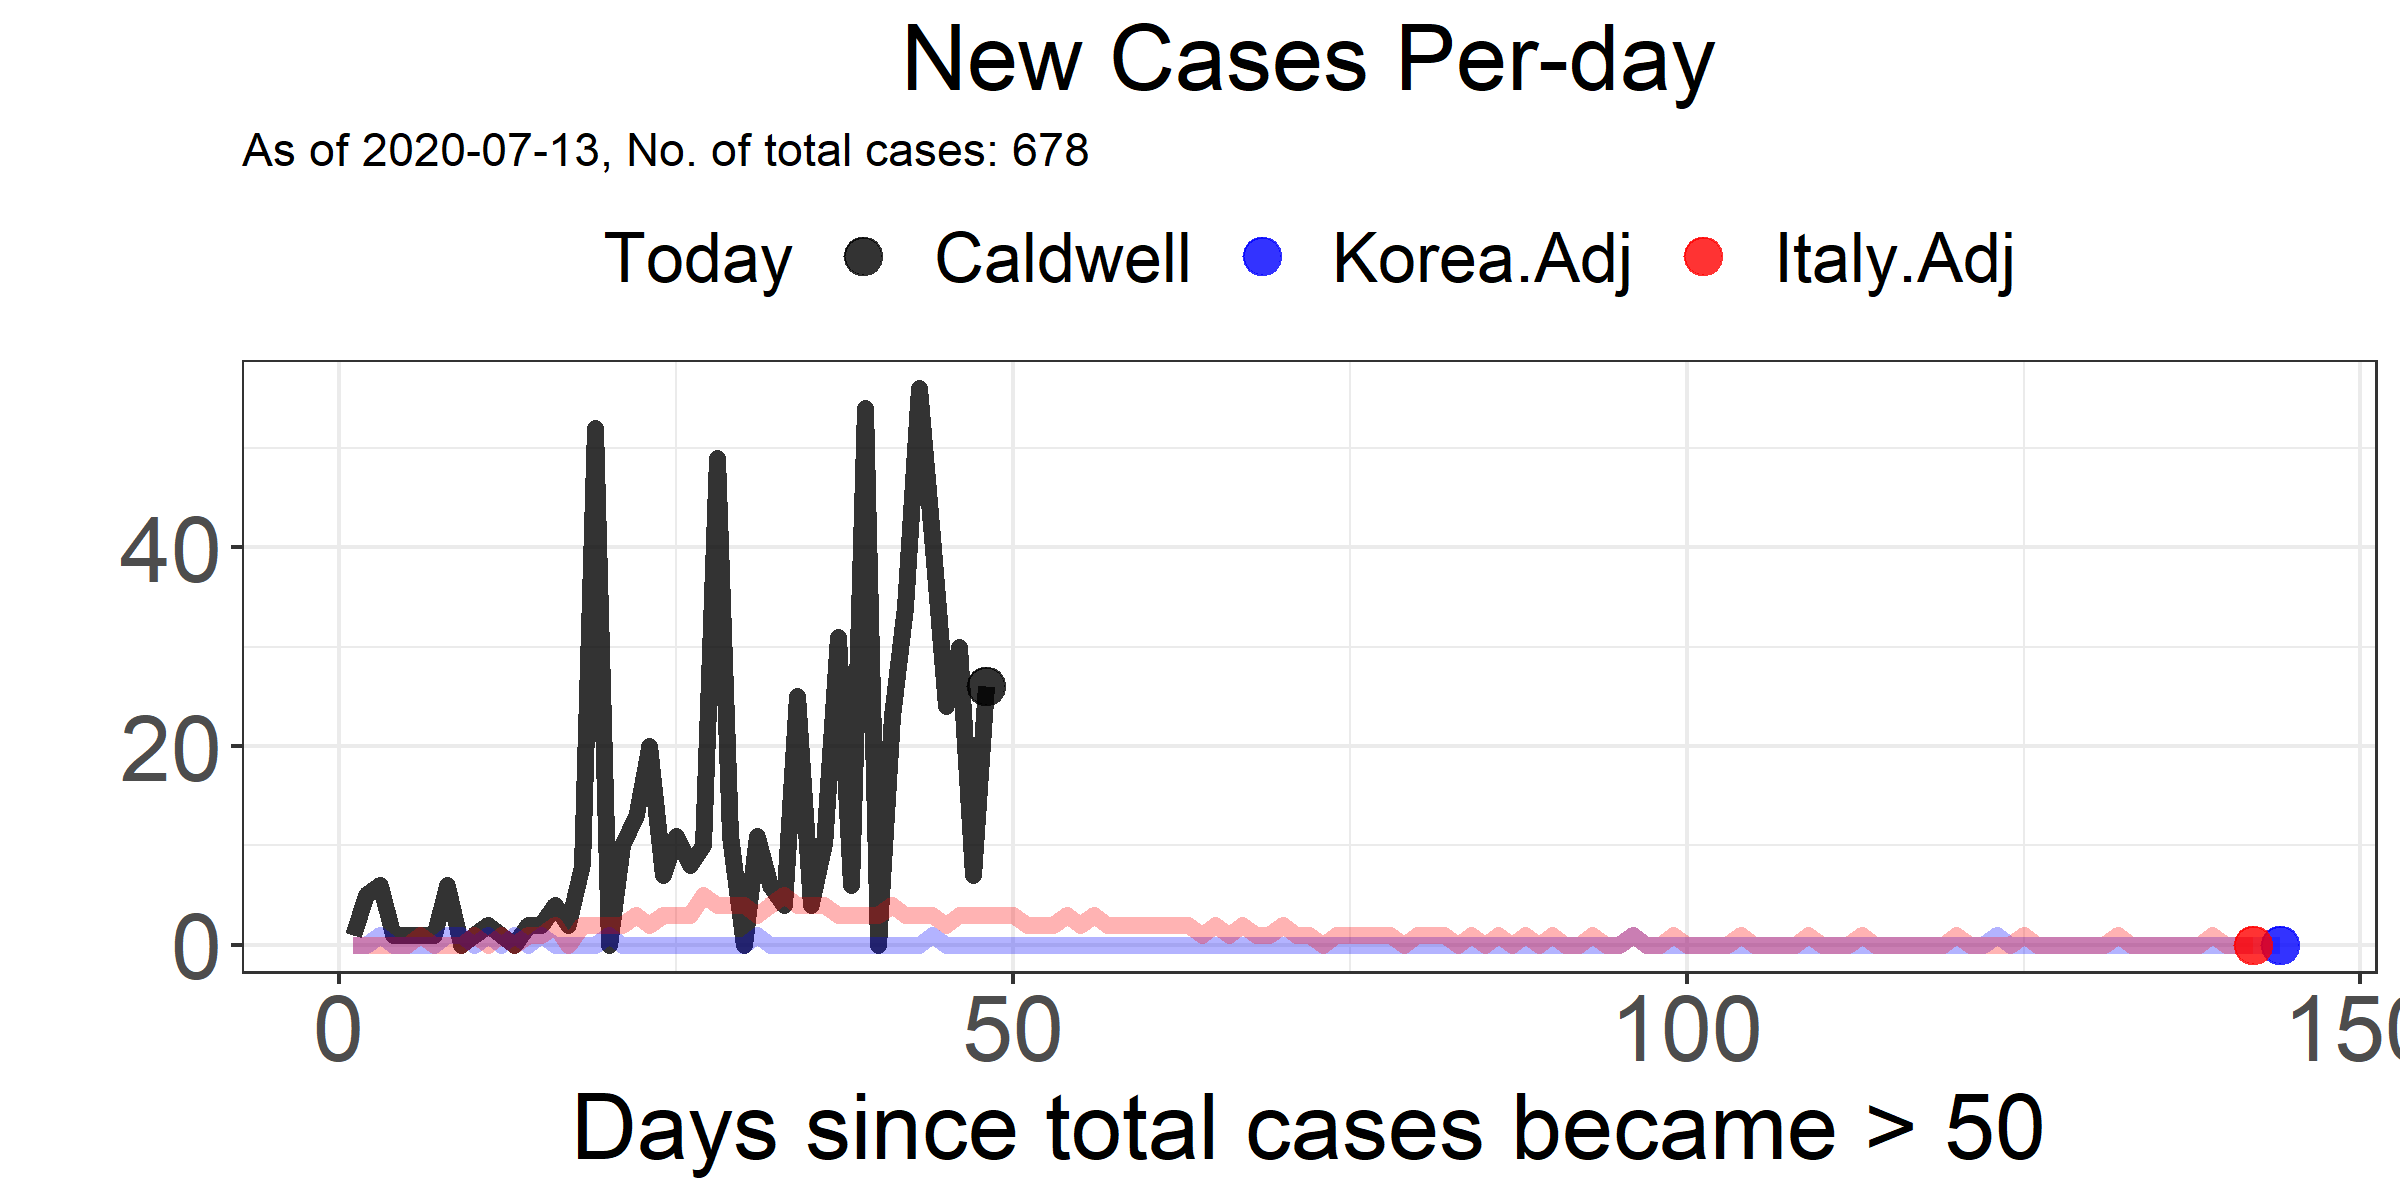 New Cases Per-day
As of 2020-07-13, No. of total cases: 678
Today Caldwell Korea.Adj Italy.Adj
40
20
0
0 50 100 150
Days since total cases became > 50